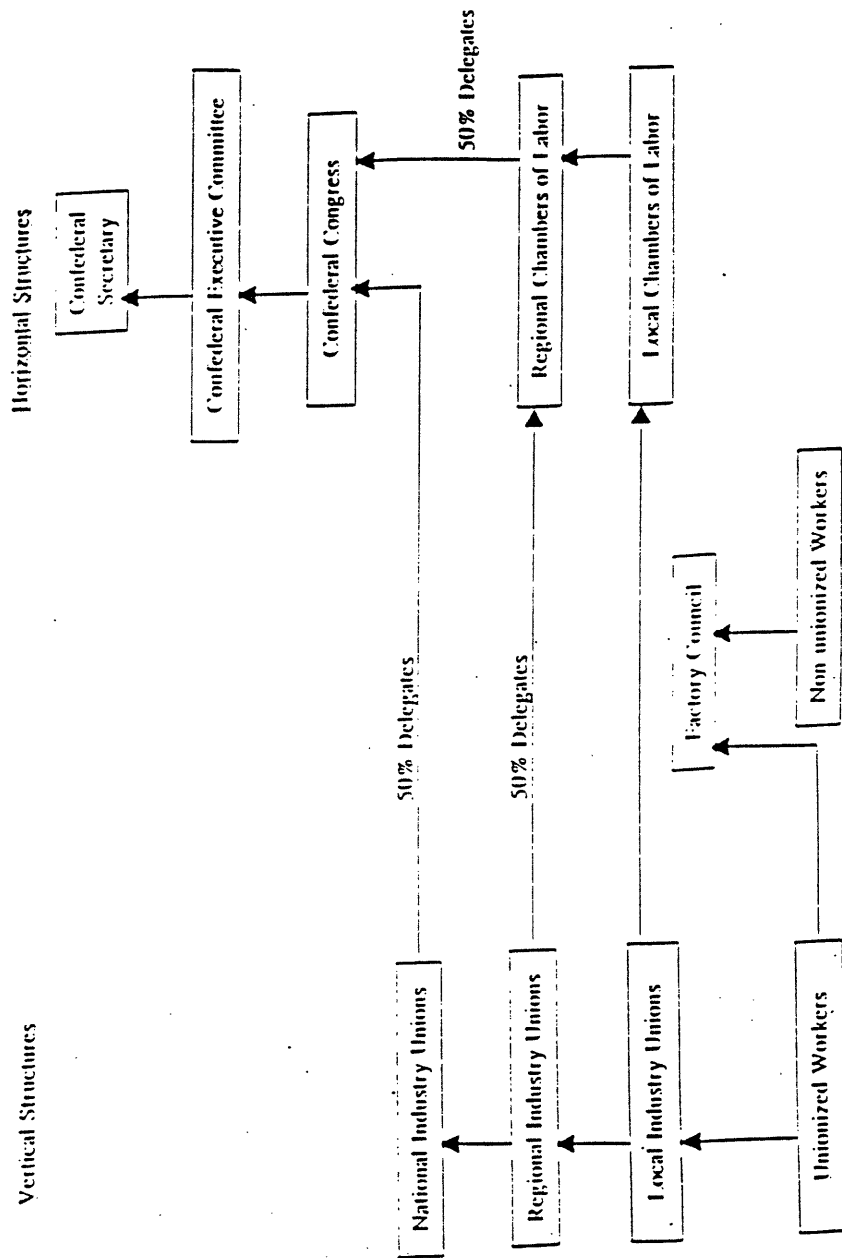 Vertical Structures
Horizontal Structures
Confederal
Secretary
Confederal Executive Committee
Confederal Congress
National Industry Unions
50% Delegates
50% Delegates
Regional Industry Unions
50% Delegates
Regional Chambers of Labor
Local Industry Unions
Local Chambers of Labor
Factory Council
Unionized Workers
Non unionized Workers